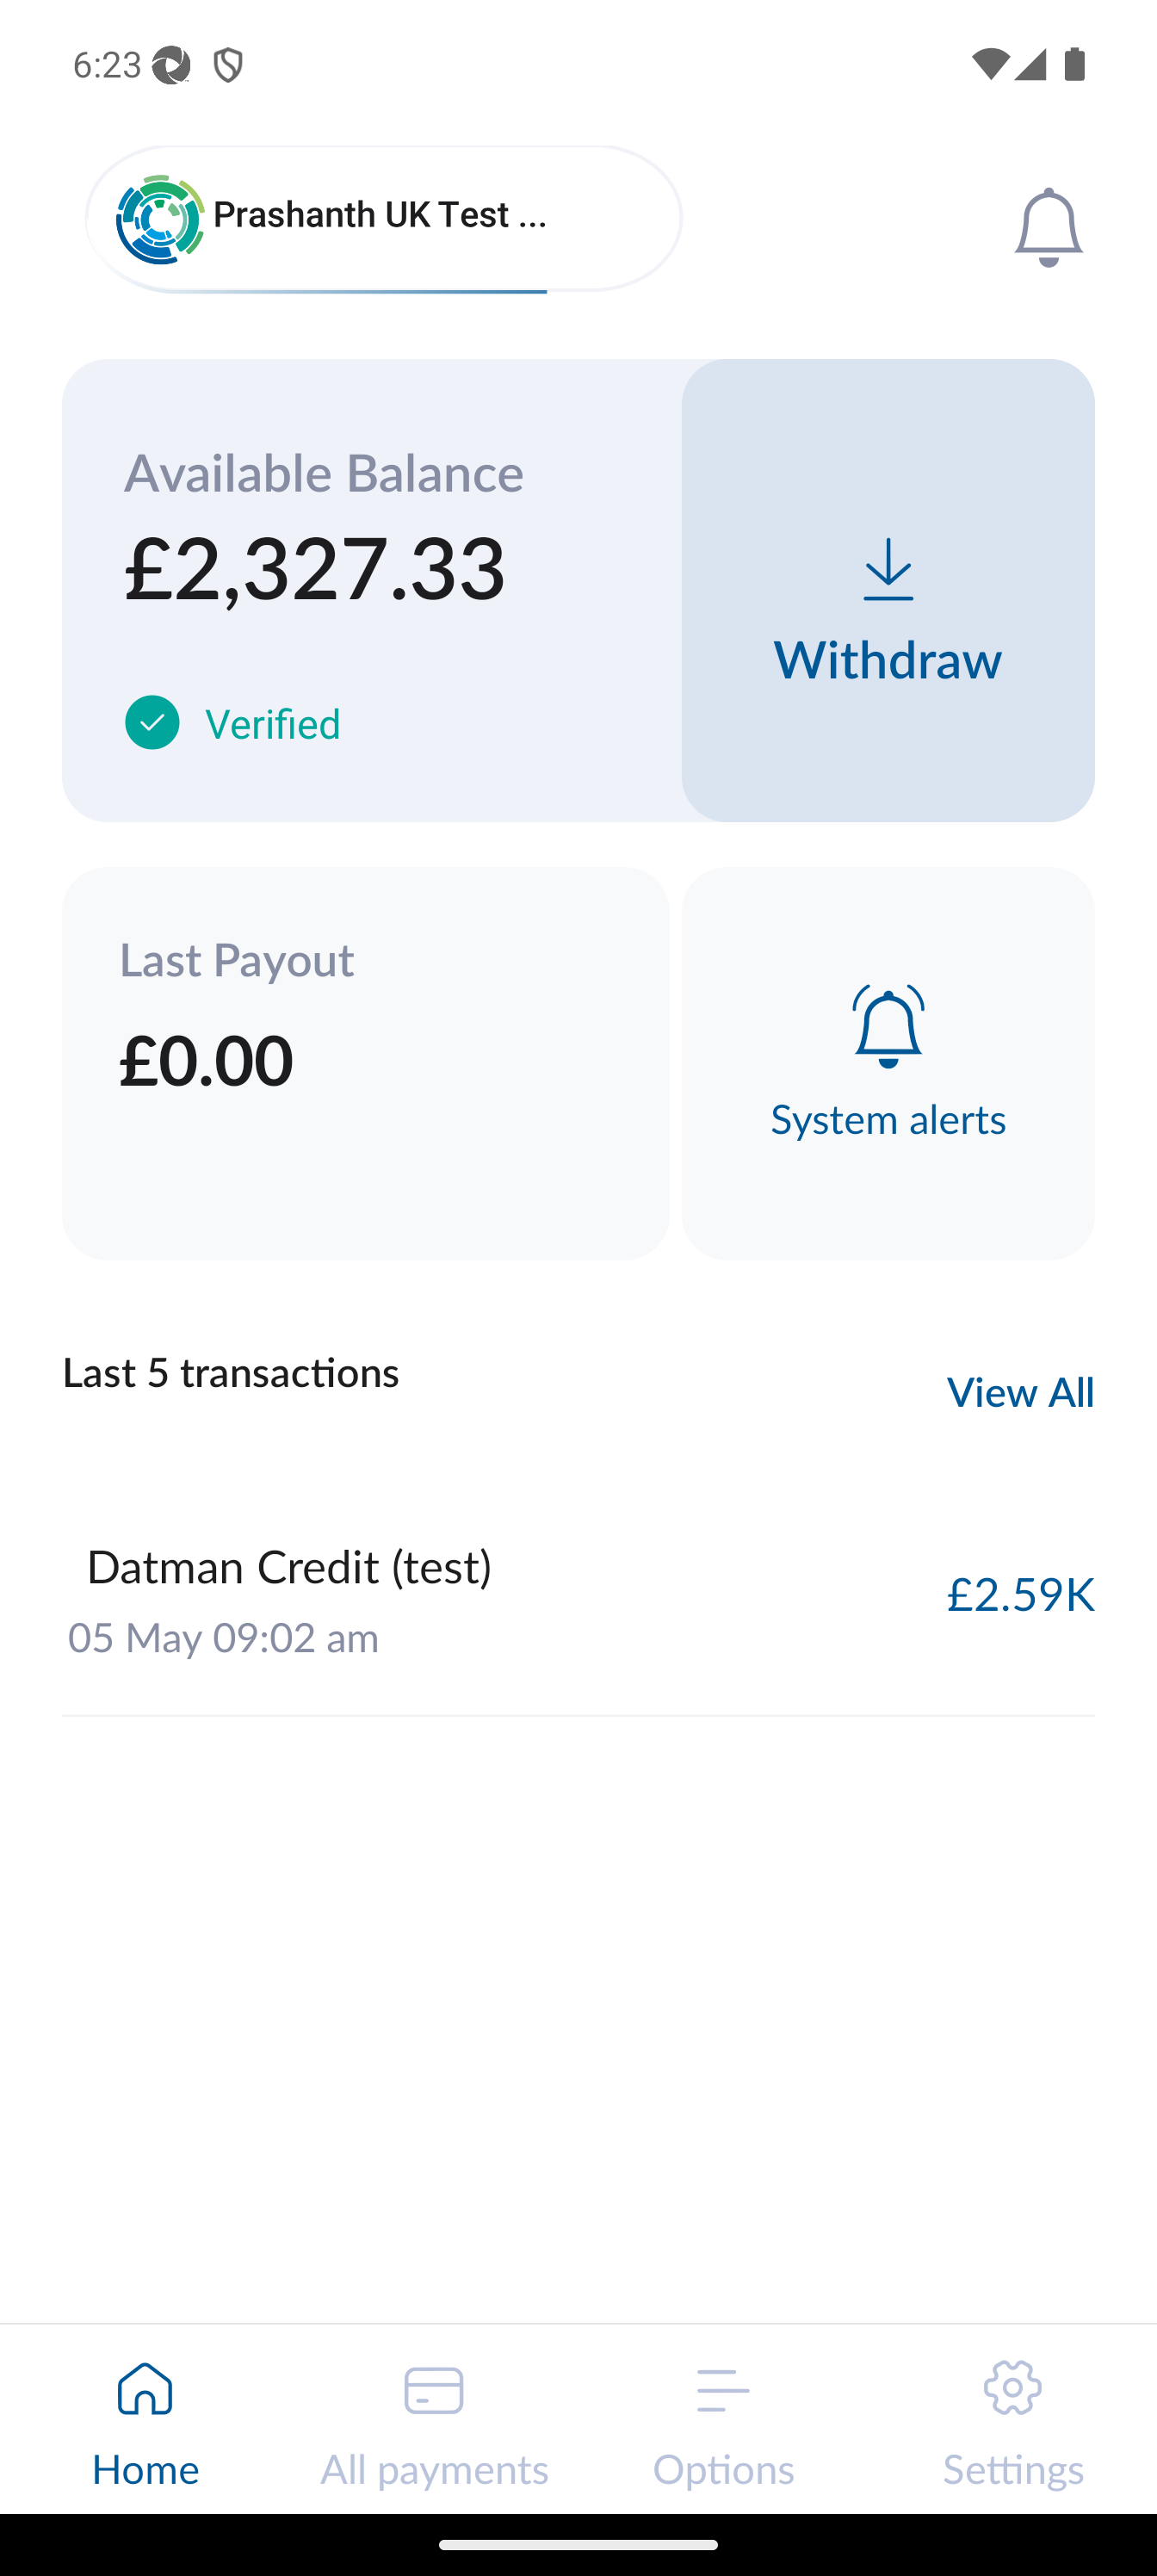 6:23
Prashanth UK Test ...
Available Balance
£2,327.33
Withdraw
Verified
Last Payout
£0.00
System alerts
Last 5 transactions
View All
Datman Credit (test)
£2.59K
05 May 09:02 am
Home
All payments
Options
Settings